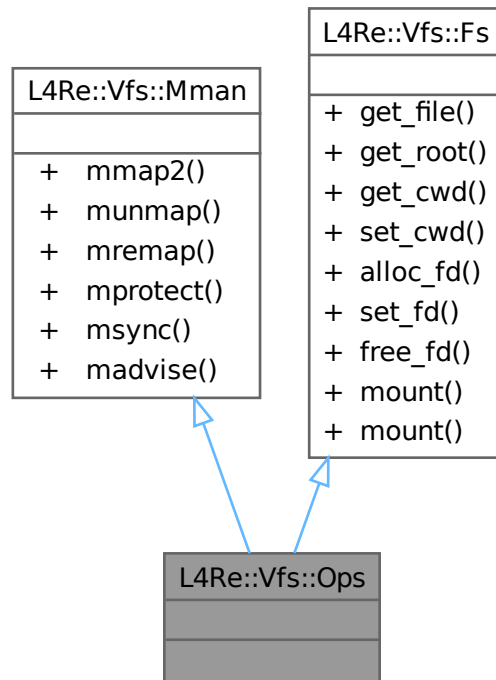 L4Re::Vfs::Mman
+ mmap2()
+ munmap()
+ mremap()
+ mprotect()
+ msync()
+ madvise()
L4Re::Vfs::Fs
+ get_file()
+ get_root()
+ get_cwd()
+ set_cwd()
+ alloc_fd()
+ set_fd()
+ free_fd()
+ mount()
+ mount()
L4Re::Vfs::Ops